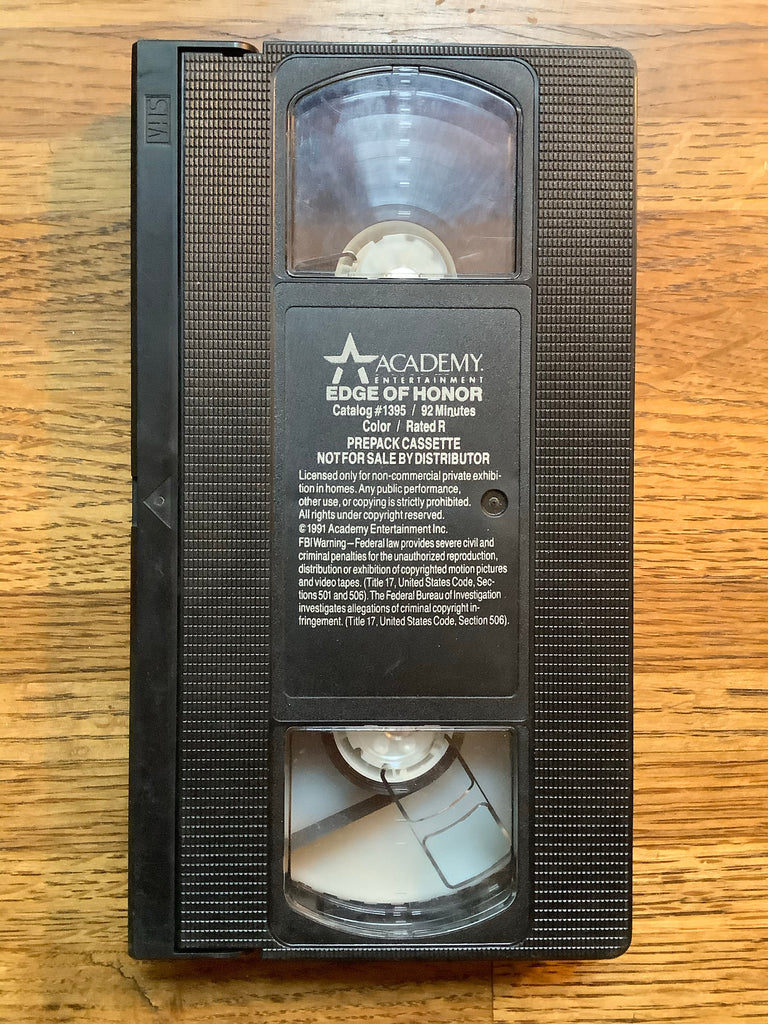 VHS
ACADEMY.
ENTERTAINMENT
EDGE OF HONOR
Catalog #1395 / 92 Minutes
Color / Rated R
PREPACK CASSETTE
NOT FOR SALE BY DISTRIBUTOR
Licensed only for non-commercial private exhibi-
tion in homes. Any public performance,
other use, or copying is strictly prohibited.
All rights under copyright reserved.
©1991 Academy Entertainment Inc.
FBI Warning—Federal law provides severe civil and
criminal penalties for the unauthorized reproduction,
distribution or exhibition of copyrighted motion pictures
and video tapes. (Title 17, United States Code, Sec-
tions 501 and 506). The Federal Bureau of Investigation
investigates allegations of criminal copyright in-
fringement. (Title 17, United States Code, Section 506).